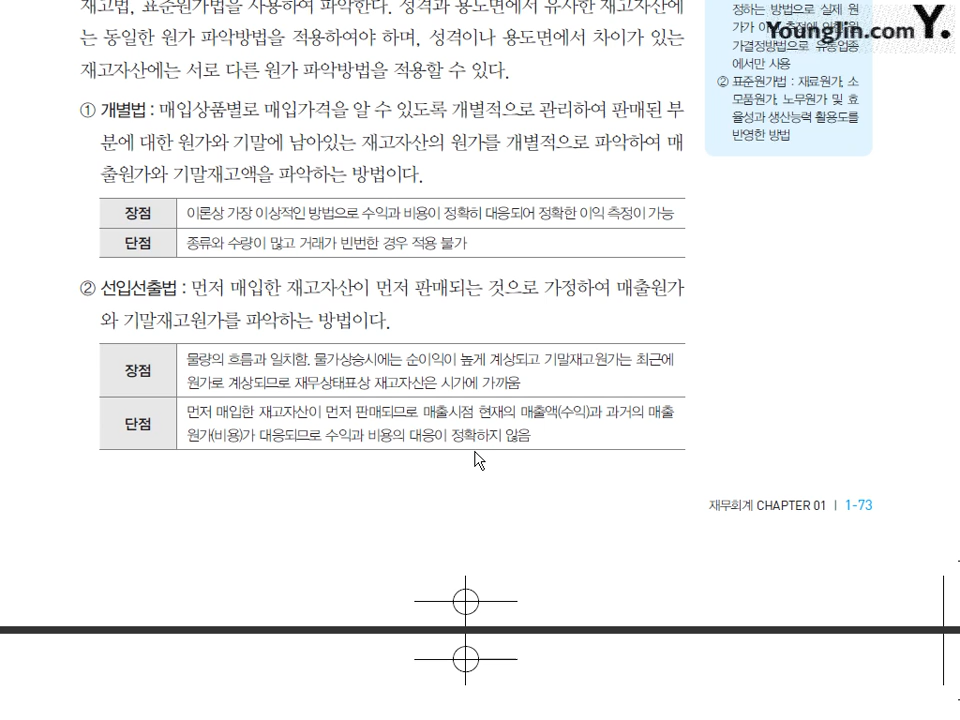 재고법, 표준원가법을 사용하여 파악한다. 성격과 용도면에서 유사한 재고자산에
는 동일한 원가 파악방법을 적용하여야 하며, 성격이나 용도면에서 차이가 있는
재고자산에는 서로 다른 원가 파악방법을 적용할 수 있다.
① 개별법 : 매입상품별로 매입가격을 알 수 있도록 개별적으로 관리하여 판매된 부
분에 대한 원가와 기말에 남아있는 재고자산의 원가를 개별적으로 파악하여 매
출원가와 기말재고액을 파악하는 방법이다.
장점 이론상 가장 이상적인 방법으로 수익과 비용이 정확히 대응되어 정확한 이익 측정이 가능
단점 종류와 수량이 많고 거래가 빈번한 경우 적용 불가
② 선입선출법 : 먼저 매입한 재고자산이 먼저 판매되는 것으로 가정하여 매출원가
와 기말재고원가를 파악하는 방법이다.
장점 물량의 흐름과 일치함. 물가상승시에는 순이익이 높게 계상되고 기말재고원가는 최근에
원가로 계상되므로 재무상태표상 재고자산은 시가에 가까움
단점 먼저 매입한 재고자산이 먼저 판매되므로 매출시점 현재의 매출액(수익)과 과거의 매출
원가(비용)가 대응되므로 수익과 비용의 대응이 정확하지 않음
정하는 방법으로 실제 원
가가 아닌
가결정방법으로 유통업종
에서만 사용
② 표준원가법 : 재료원가, 소
모품원가, 노무원가 및 효
율성과 생산능력 활용도를
반영한 방법
Younglin.com Y.
재무회계 CHAPTER 01 | 1-73